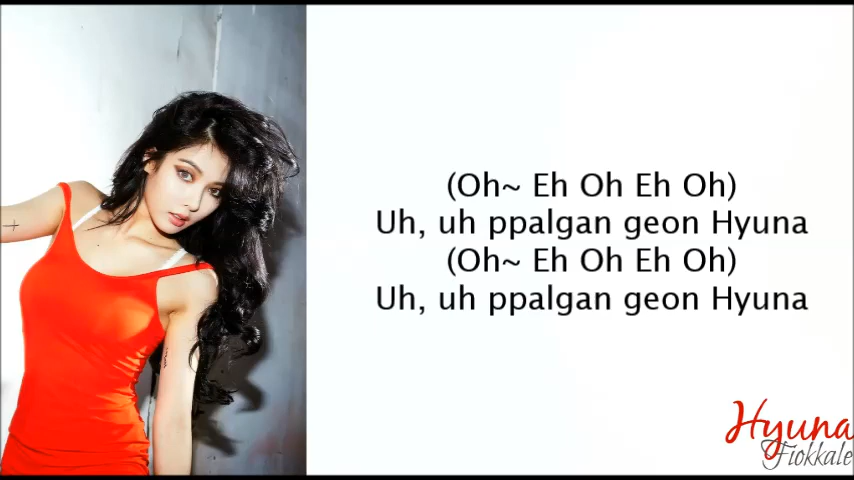 (Oh~ Eh Oh Eh Oh)
Uh, uh ppalgan geon Hyuna
(Oh~ Eh Oh Eh Oh)
Uh, uh ppalgan geon Hyuna
Hyuna
Fiokkale